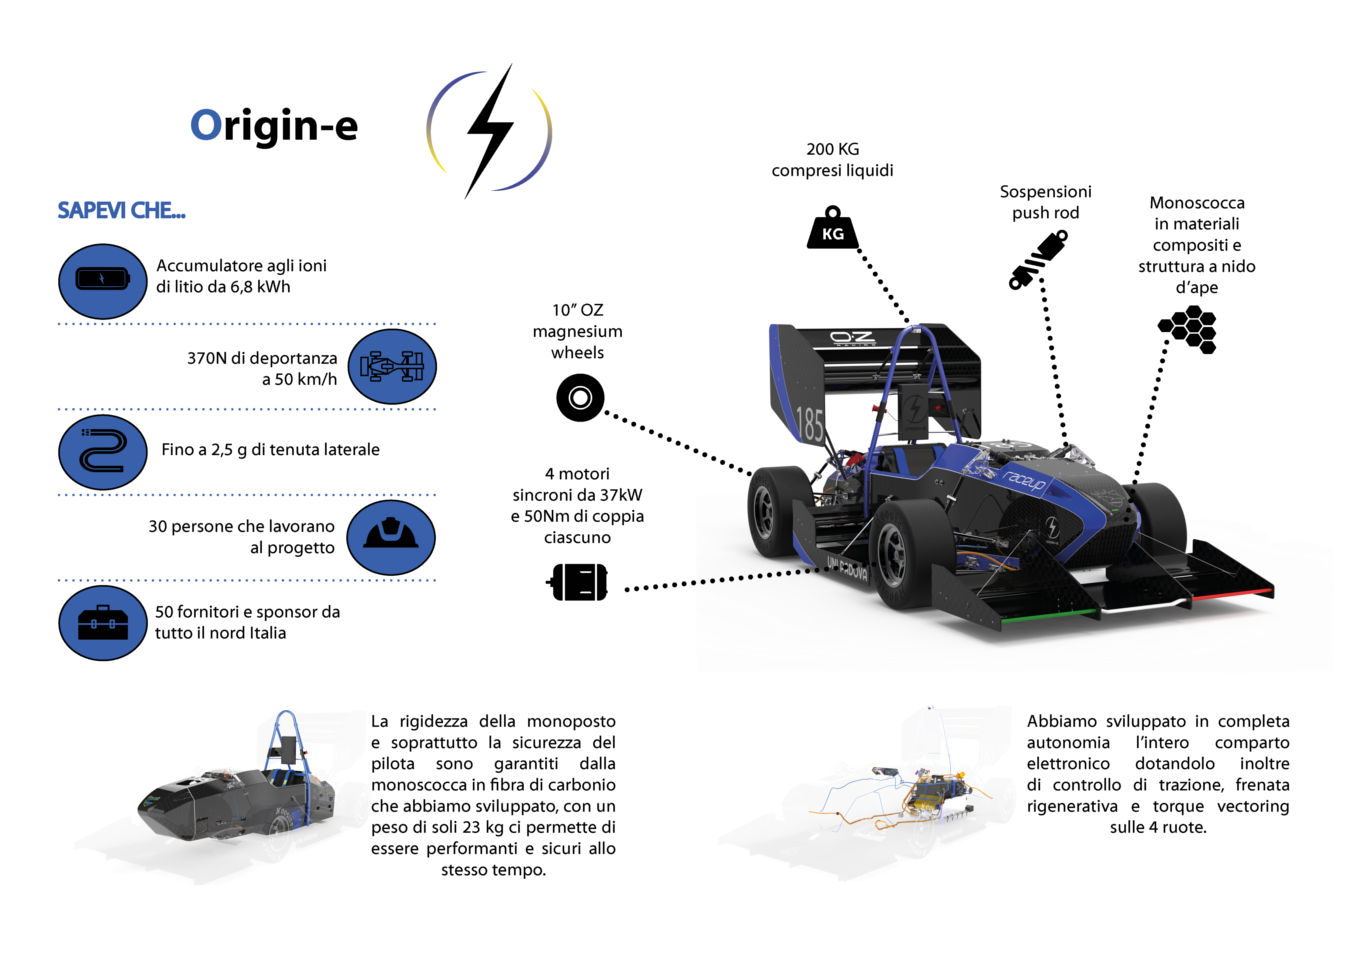 Origin-e
SAPEVI CHE...
Accumulatore agli ioni
di litio da 6,8 kWh
370N di deportanza
a 50 km/h
Fino a 2,5 g di tenuta laterale
30 persone che lavorano
al progetto
50 fornitori e sponsor da
tutto il nord Italia
200 KG
compresi liquidi
KG
Sospensioni
push rod
Monoscocca
in materiali
compositi e
struttura a nido
d'ape
10” OZ
magnesium
wheels
4 motori
sincroni da 37kW
e 50Nm di coppia
ciascuno
O·Z
RACING
185
raceup
UNI PADOVA
La rigidezza della monoposto
e soprattutto la sicurezza del
pilota sono garantiti dalla
monoscocca in fibra di carbonio
che abbiamo sviluppato, con un
peso di soli 23 kg ci permette di
essere performanti e sicuri allo
stesso tempo.
Abbiamo sviluppato in completa
autonomia l'intero comparto
elettronico dotandolo inoltre
di controllo di trazione, frenata
rigenerativa e torque vectoring
sulle 4 ruote.